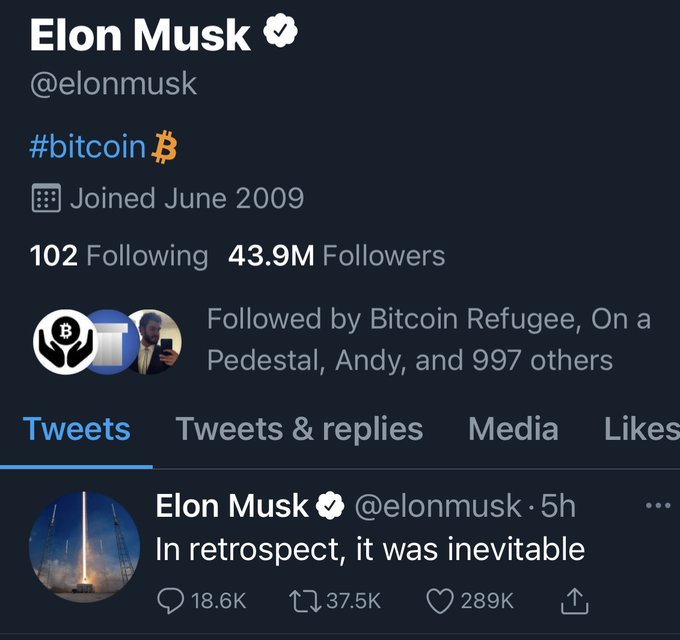 Elon Musk
@elonmusk
#bitcoin
Joined June 2009
102 Following 43.9M Followers
Followed by Bitcoin Refugee, On a
Pedestal, Andy, and 997 others
Tweets Tweets & replies Media Likes
Elon Musk @elonmusk · 5h ...
In retrospect, it was inevitable
18.6K 37.5K 289K